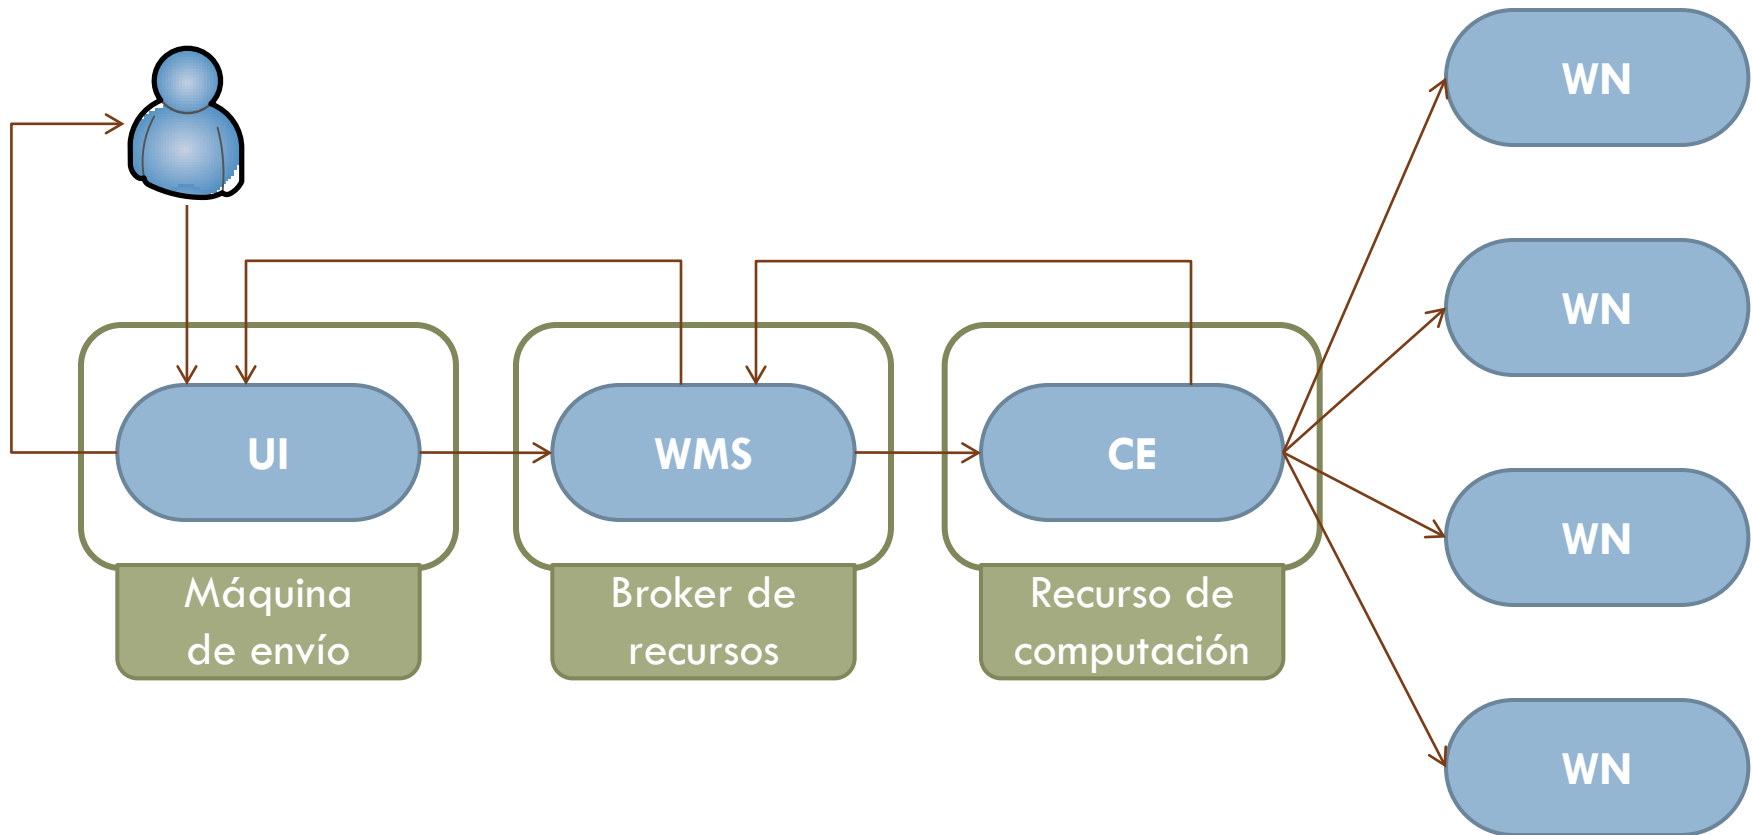 WN
WN
UI
WMS
CE
WN
WN
Máquina
de envío
Broker de
recursos
Recurso de
computación